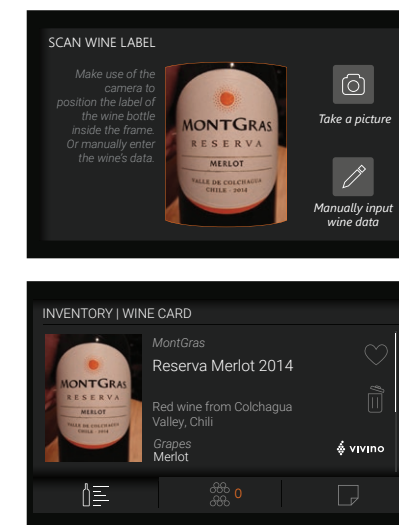 SCAN WINE LABEL
Make use of the
camera to
position the label of
the wine bottle
inside the frame.
Or manually enter
the wine's data.
MONTGRAS
RESERVA
MERLOT
VALLE DE COLCHAGUA
CHILE - 2014
Take a picture
Manually input
wine data
INVENTORY | WINE CARD
MONTGRAS
RESERVA
MERLOT
VALLE DE COLCHAGUA
CHILE - 2014
MontGras
Reserva Merlot 2014
Red wine from Colchagua
Valley, Chili
Grapes
Merlot
vivino
0